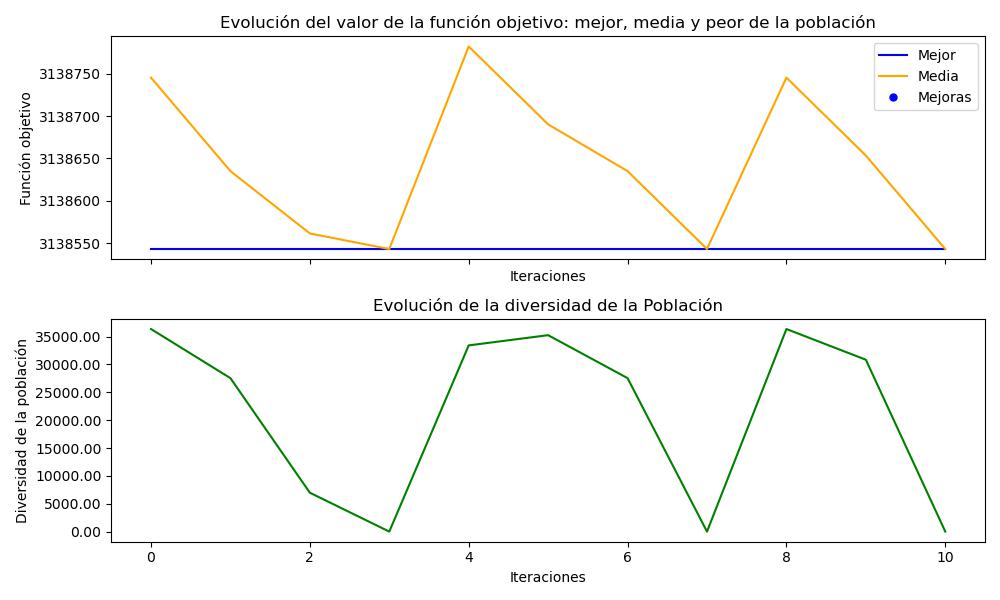 Evolución del valor de la función objetivo: mejor, media y peor de la población
Función objetivo
3138750
3138700
3138650
3138600
3138550
Mejor
Media
Mejoras
Iteraciones
Evolución de la diversidad de la Población
Diversidad de la población
35000.00
30000.00
25000.00
20000.00
15000.00
10000.00
5000.00
0.00
0 2 4 6 8 10
Iteraciones